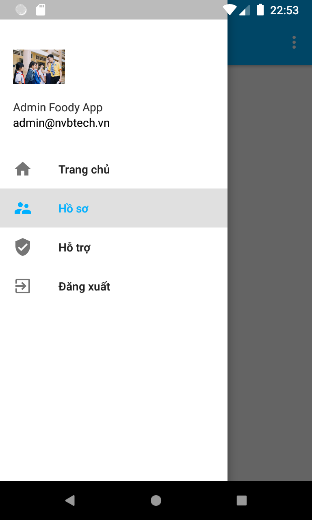 22:53
Admin Foody App
admin@nvbtech.vn
Trang chủ
Hồ sơ
Hỗ trợ
Đăng xuất